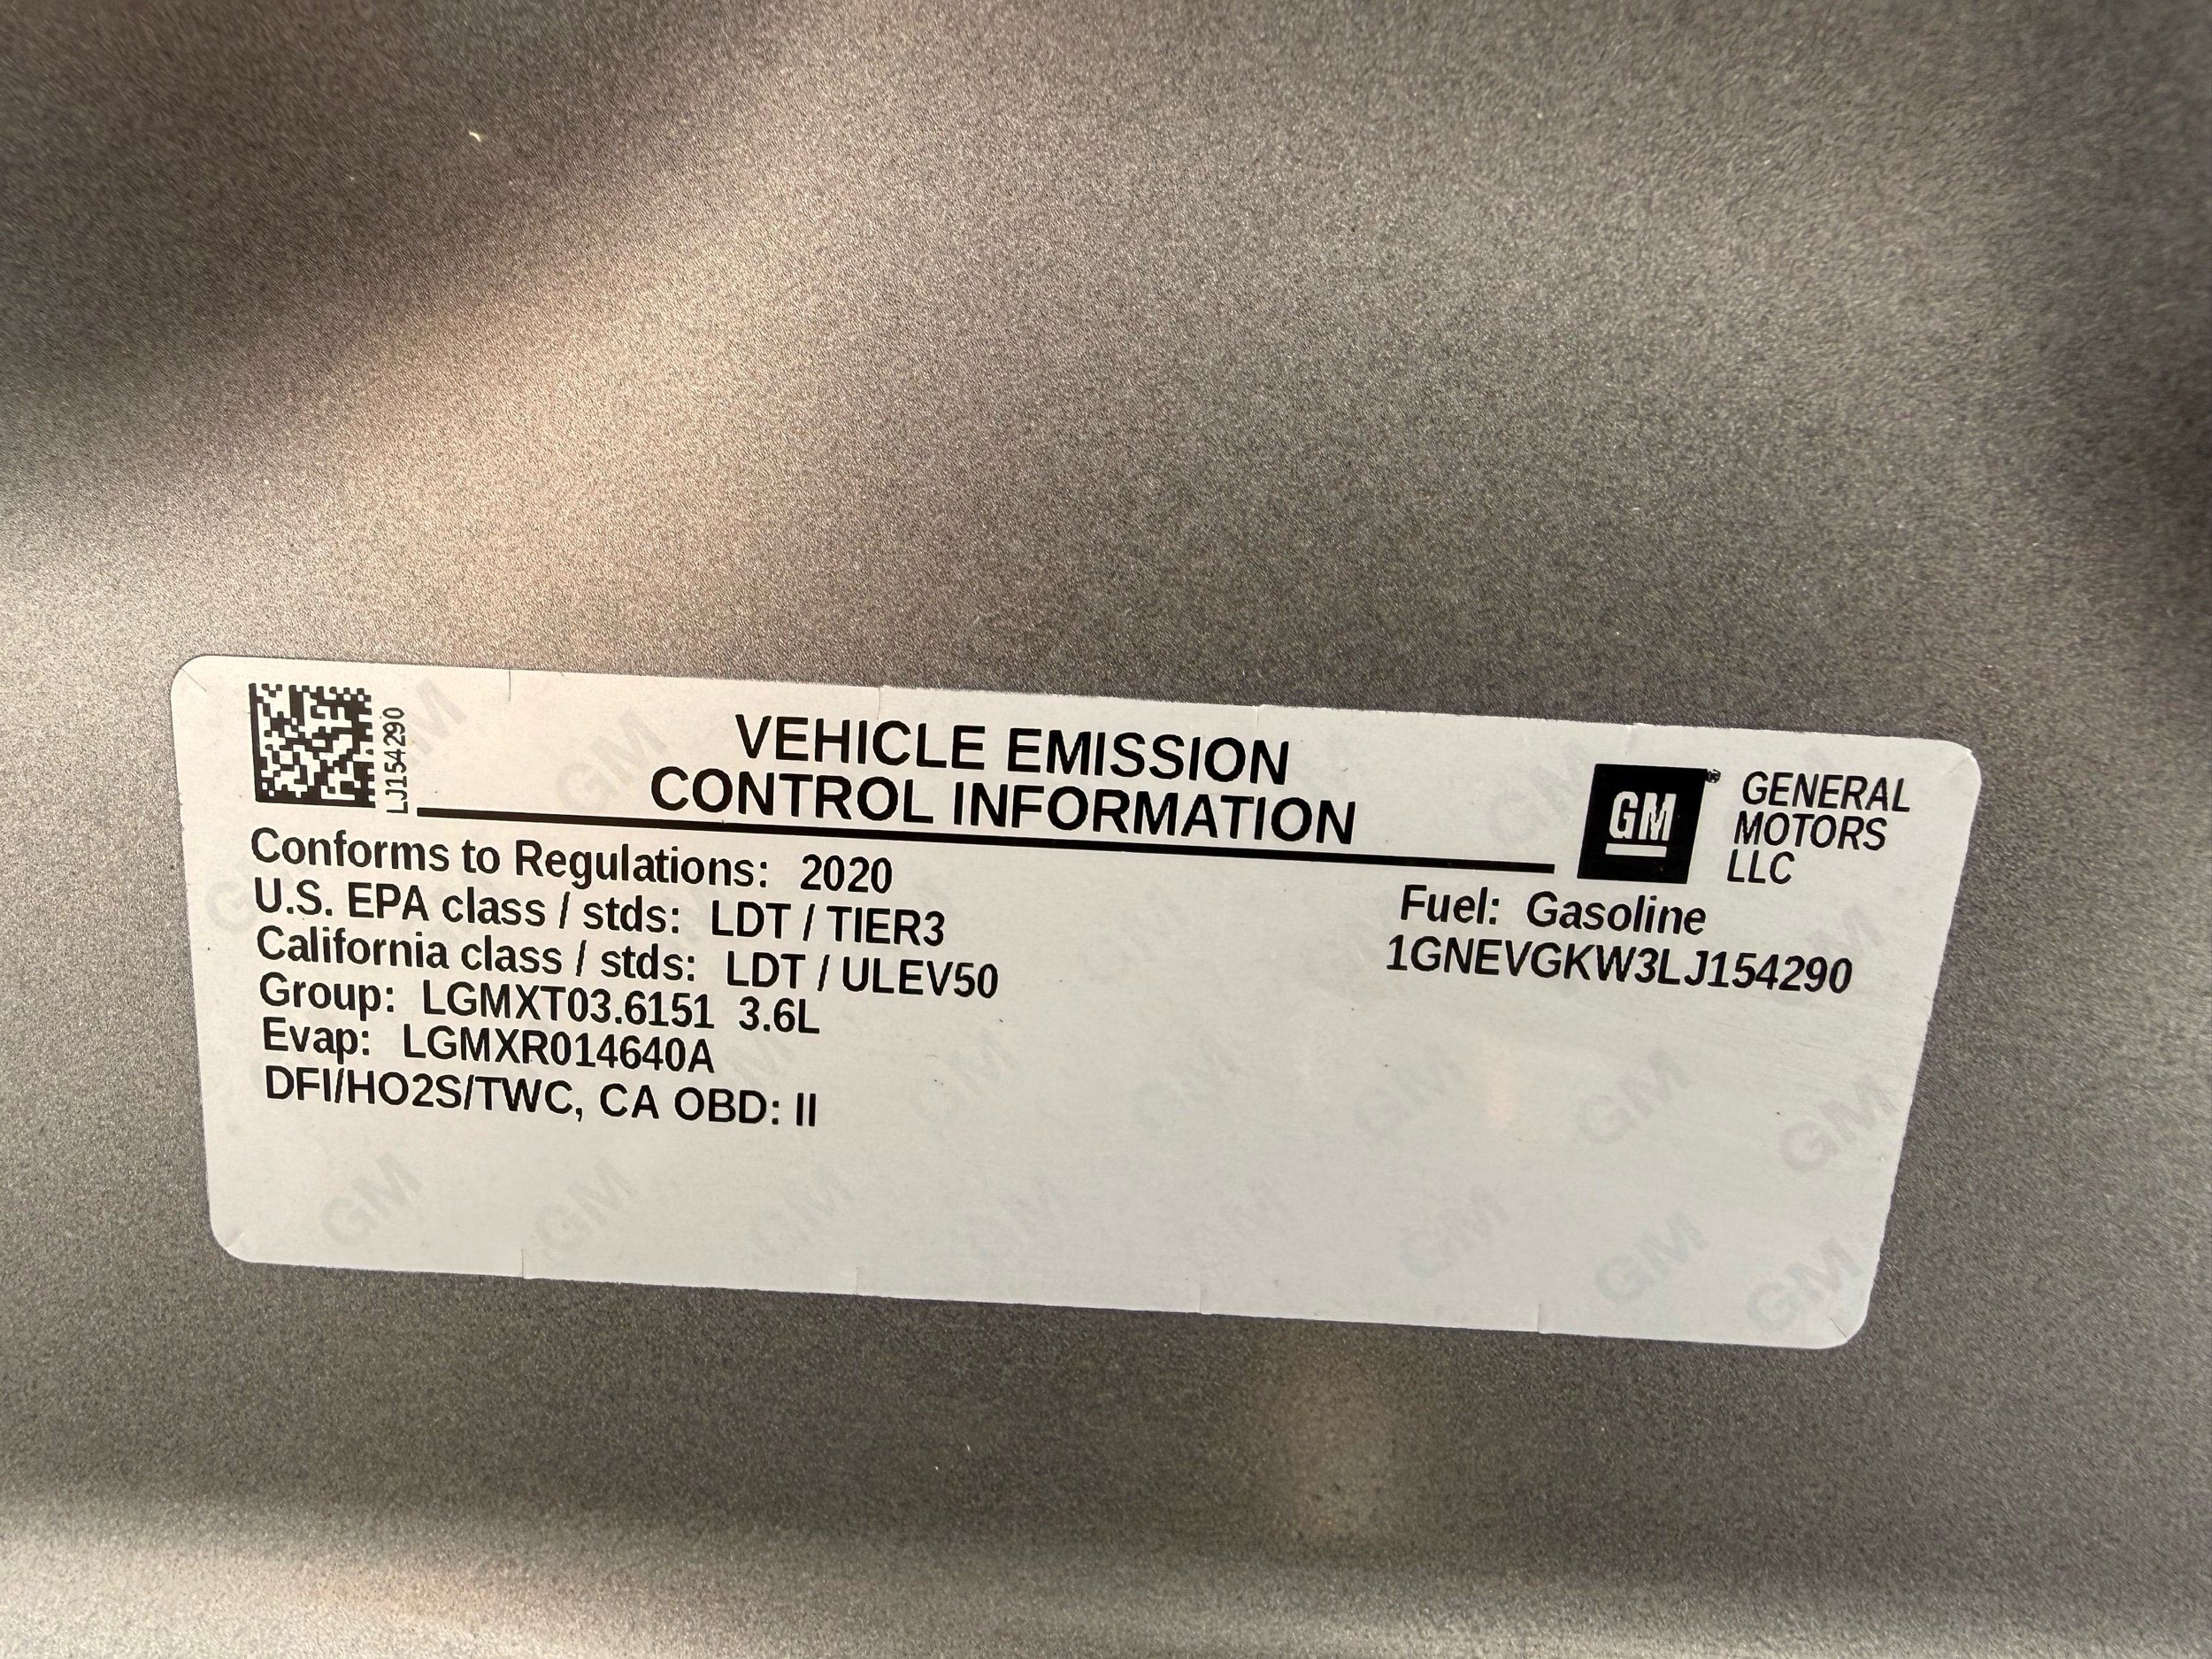 LJ154290
VEHICLE EMISSION
CONTROL INFORMATION
GM
GENERAL
MOTORS
LLC
Conforms to Regulations: 2020
U.S. EPA class / stds: LDT / TIER3
California class / stds: LDT / ULEV50
Group: LGMXT03.6151 3.6L
Evap: LGMXR014640A
DFI/HO2S/TWC, CA OBD: II
Fuel: Gasoline
1GNEVGKW3LJ154290